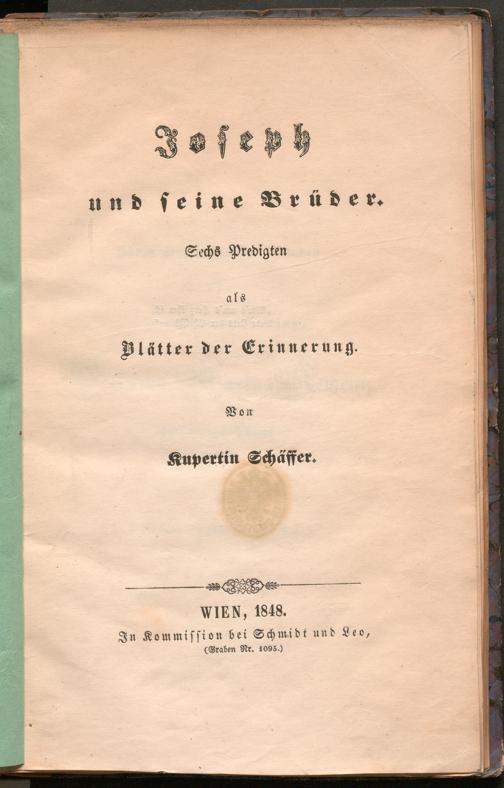 Joseph
und seine Brüder.
Sechs Predigten
als
Blätter der Erinnerung.
Von
Kupertin Schäffer.
WIEN, 1848.
In Kommission bei Schmidt und Leo,
(Graben Nr. 1095.)